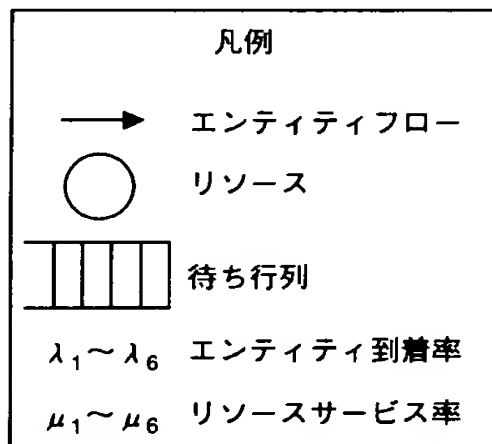 凡例
エンティティフロー
リソース
待ち行列
λ₁～λ₆ エンティティ到着率
μ₁～μ₆ リソースサービス率